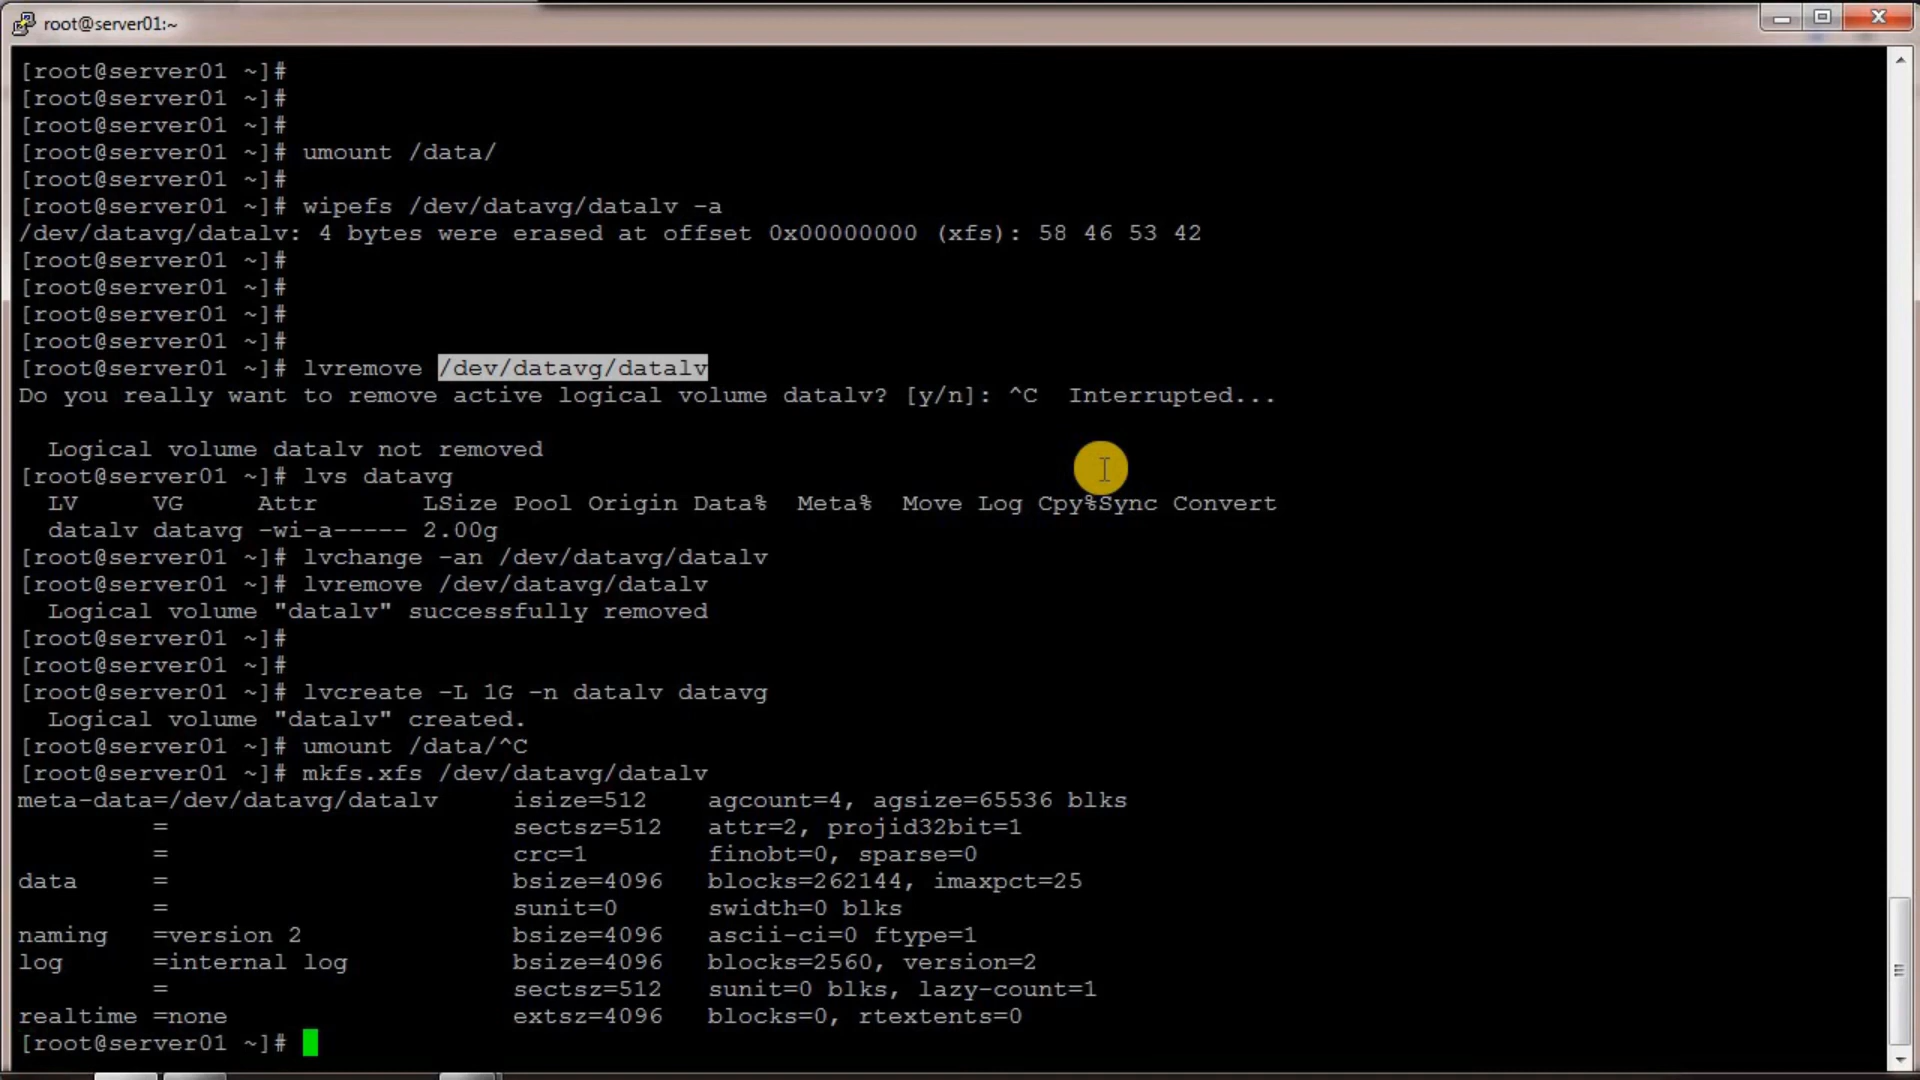 root@server01:~
[root@server01 ~]#
[root@server01 ~]#
[root@server01 ~]#
[root@server01 ~]# umount /data/
[root@server01 ~]#
[root@server01 ~]# wipefs /dev/datavg/datalv -a
/dev/datavg/datalv: 4 bytes were erased at offset 0x00000000 (xfs): 58 46 53 42
[root@server01 ~]#
[root@server01 ~]#
[root@server01 ~]#
[root@server01 ~]#
[root@server01 ~]# lvremove /dev/datavg/datalv
Do you really want to remove active logical volume datalv? [y/n]: ^C  Interrupted...
  Logical volume datalv not removed
[root@server01 ~]# lvs datavg
  LV     VG     Attr       LSize Pool Origin Data%  Meta%  Move Log Cpy%Sync Convert
  datalv datavg -wi-a----- 2.00g
[root@server01 ~]# lvchange -an /dev/datavg/datalv
[root@server01 ~]# lvremove /dev/datavg/datalv
  Logical volume "datalv" successfully removed
[root@server01 ~]#
[root@server01 ~]#
[root@server01 ~]# lvcreate -L 1G -n datalv datavg
  Logical volume "datalv" created.
[root@server01 ~]# umount /data/^C
[root@server01 ~]# mkfs.xfs /dev/datavg/datalv
meta-data=/dev/datavg/datalv     isize=512    agcount=4, agsize=65536 blks
         =                       sectsz=512   attr=2, projid32bit=1
         =                       crc=1        finobt=0, sparse=0
data     =                       bsize=4096   blocks=262144, imaxpct=25
         =                       sunit=0      swidth=0 blks
naming   =version 2              bsize=4096   ascii-ci=0 ftype=1
log      =internal log           bsize=4096   blocks=2560, version=2
         =                       sectsz=512   sunit=0 blks, lazy-count=1
realtime =none                   extsz=4096   blocks=0, rtextents=0
[root@server01 ~]#